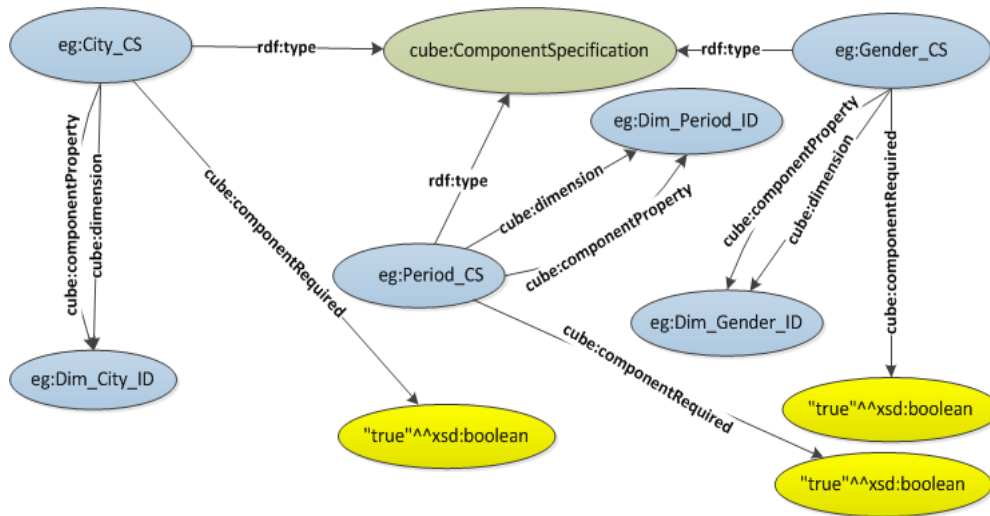 eg:City_CS
rdf:type
cube:ComponentSpecification
rdf:type
eg:Gender_CS
eg:Dim_Period_ID
cube:componentProperty
cube:dimension
cube:componentRequired
rdf:type
cube:dimension
cube:componentProperty
cube:componentProperty
cube:dimension
cube:componentRequired
eg:Period_CS
eg:Dim_Gender_ID
cube:componentRequired
eg:Dim_City_ID
"true"^^xsd:boolean
"true"^^xsd:boolean
"true"^^xsd:boolean